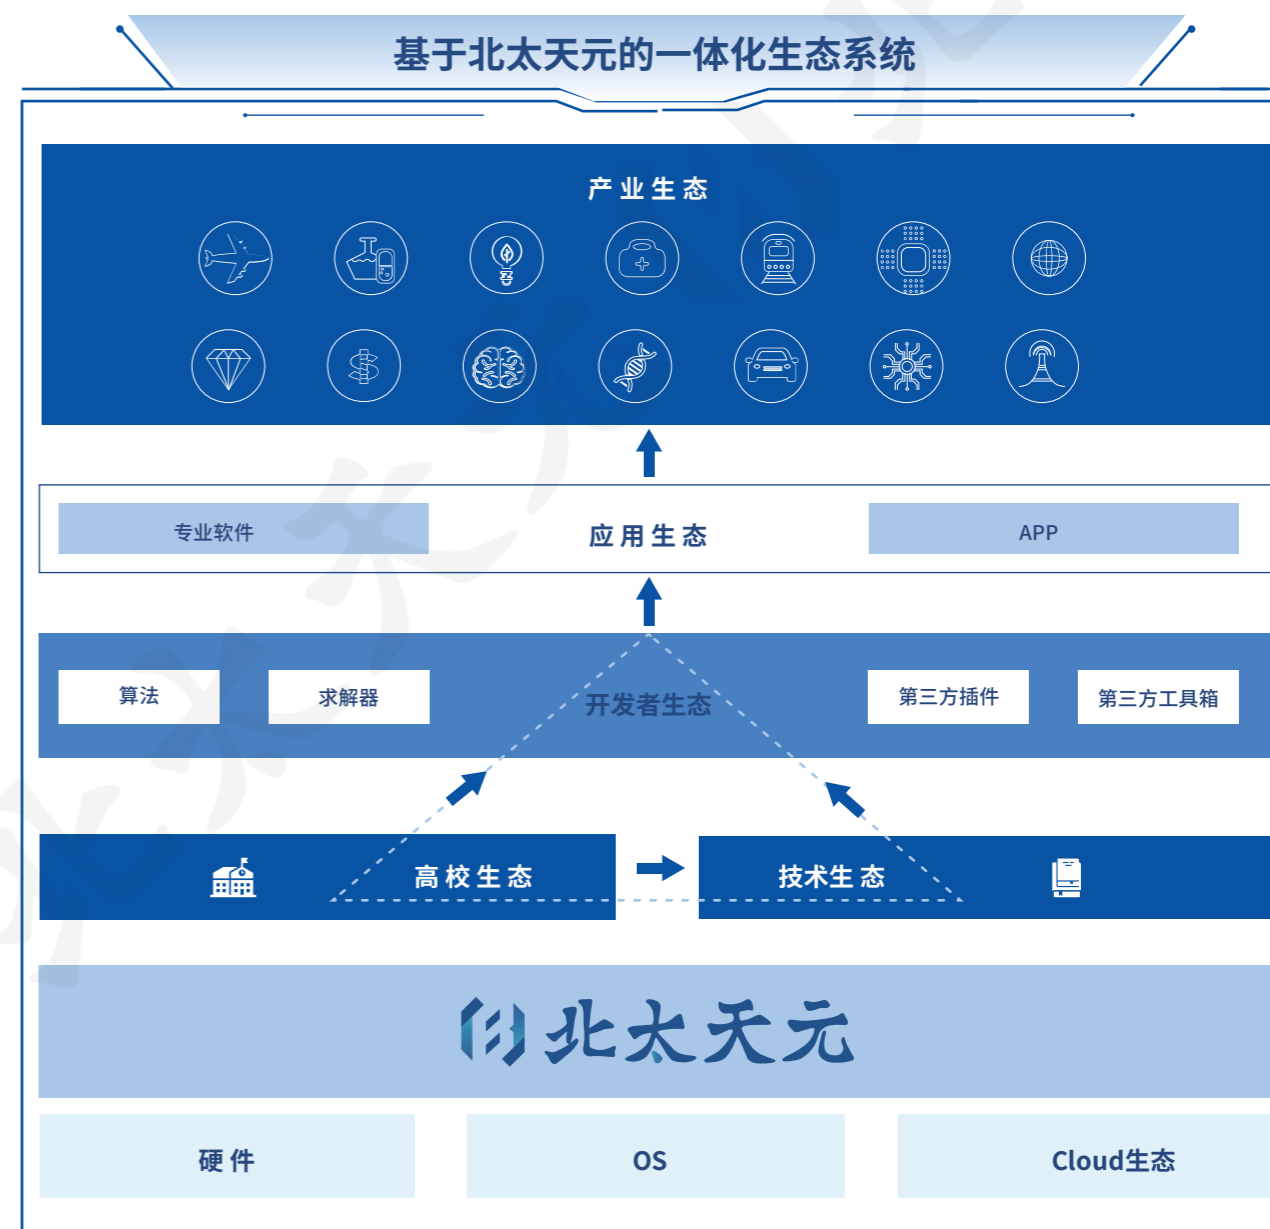 基于北太天元的一体化生态系统
产业生态
专业软件
应用生态
APP
算法
求解器
开发者生态
第三方插件
第三方工具箱
高校生态
技术生态
北太天元
硬件
OS
Cloud生态